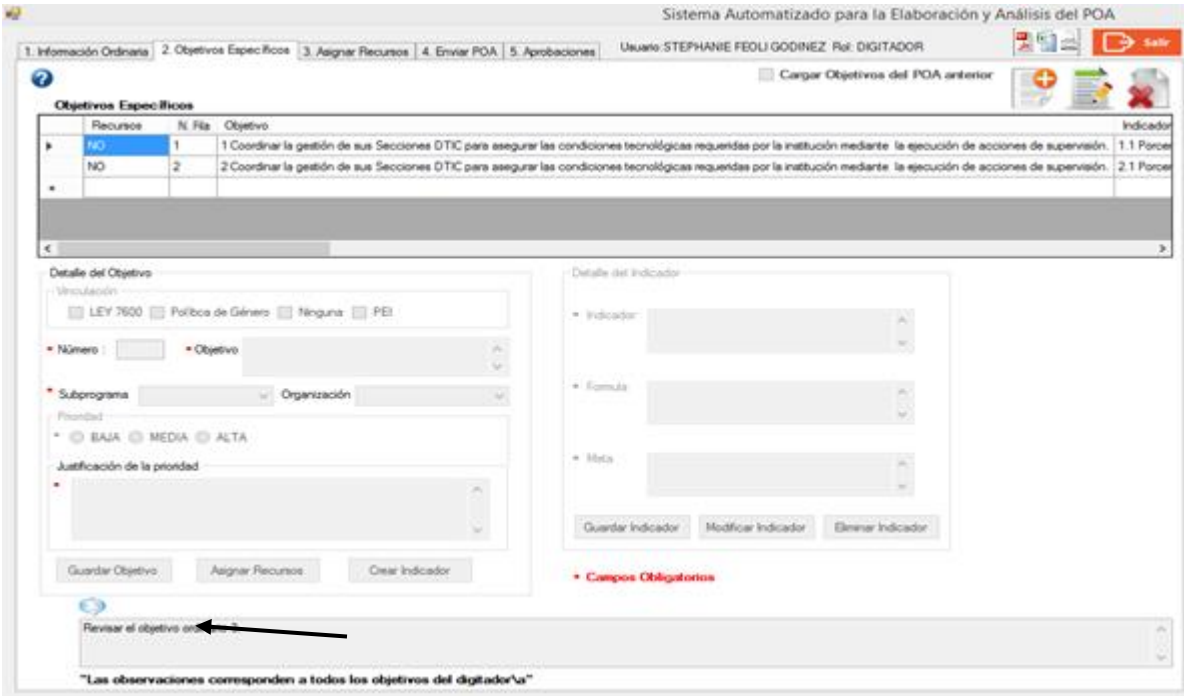 Sistema Automatizado para la Elaboración y Análisis del POA
1. Información Ordinaria 2. Objetivos Específicos 3. Asignar Recursos 4. Enviar POA 5. Aprobaciones Usuario: STEPHANIE FEOLI GODINEZ Rol: DIGITADOR Salir
Cargar Objetivos del POA anterior
Objetivos Específicos
Recursos N. Fila Objetivo Indicador
NO 1 1 Coordinar la gestión de sus Secciones DTIC para asegurar las condiciones tecnológicas requeridas por la institución mediante la ejecución de acciones de supervisión. 1.1 Porcen
NO 2 2 Coordinar la gestión de sus Secciones DTIC para asegurar las condiciones tecnológicas requeridas por la institución mediante la ejecución de acciones de supervisión. 2.1 Porcen
Detalle del Objetivo
Vinculación
LEY 7600 Política de Género Ninguna PEI
* Número : * Objetivo
* Subprograma Organización
Prioridad
* BAJA MEDIA ALTA
Justificación de la prioridad
*
Guardar Objetivo Asignar Recursos Crear Indicador
Detalle del Indicador
* Indicador
* Formula
* Meta
Guardar Indicador Modificar Indicador Eliminar Indicador
* Campos Obligatorios
Revisar el objetivo
"Las observaciones corresponden a todos los objetivos del digitador\a"